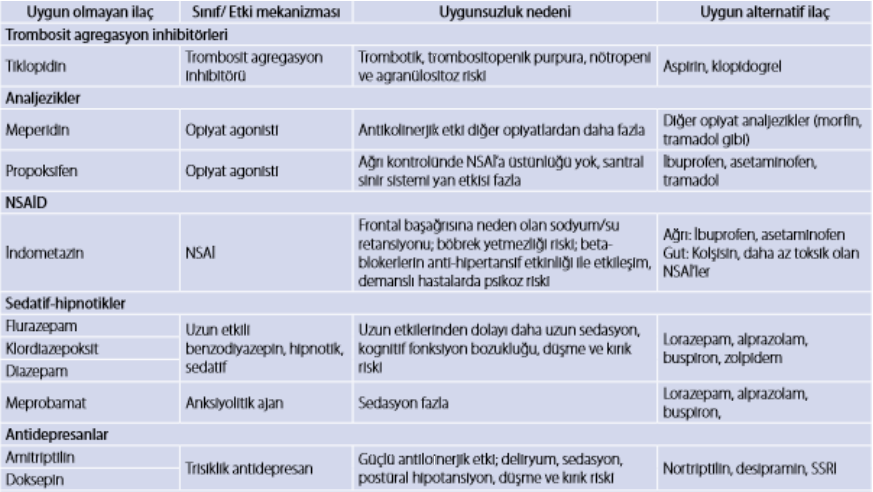 Uygun olmayan ilaç Sınıf/ Etki mekanizması Uygunsuzluk nedeni Uygun alternatif ilaç
Trombosit agregasyon inhibitörleri
Tiklopidin
Trombosit agregasyon
inhibitörü
Trombotik, trombositopenik purpura, nötropeni
ve agranülositoz riski
Aspirin, klopidogrel
Analjezikler
Meperidin
Opiyat agonisti
Antikolinerjik etki diğer opiyatlardan daha fazla
Diğer opiyat analjezikler (morfin,
tramadol gibi)
Propoksifen
Opiyat agonisti
Ağrı kontrolünde NSAİ'a üstünlüğü yok, santral
sinir sistemi yan etkisi fazla
İbuprofen, asetaminofen,
tramadol
NSAİD
İndometazin
NSAİ
Frontal başağrısına neden olan sodyum/su
retansiyonu; böbrek yetmezliği riski; beta-
blokerlerin anti-hipertansif etkinliği ile etkileşim,
demanslı hastalarda psikoz riski
Ağrı: İbuprofen, asetaminofen
Gut: Kolşisin, daha az toksik olan
NSAİ'ler
Sedatif-hipnotikler
Flurazepam
Klordiazepoksit
Diazepam
Uzun etkili
benzodiyazepin, hipnotik,
sedatif
Uzun etkilerinden dolayı daha uzun sedasyon,
kognitif fonksiyon bozukluğu, düşme ve kırık
riski
Lorazepam, alprazolam,
buspiron, zolpidem
Meprobamat
Anksiyolitik ajan
Sedasyon fazla
Lorazepam, alprazolam,
buspiron,
Antidepresanlar
Amitriptilin
Doksepin
Trisiklik antidepresan
Güçlü antilo'nerjik etki; deliryum, sedasyon,
postüral hipotansiyon, düşme ve kırık riski
Nortriptilin, desipramin, SSRI